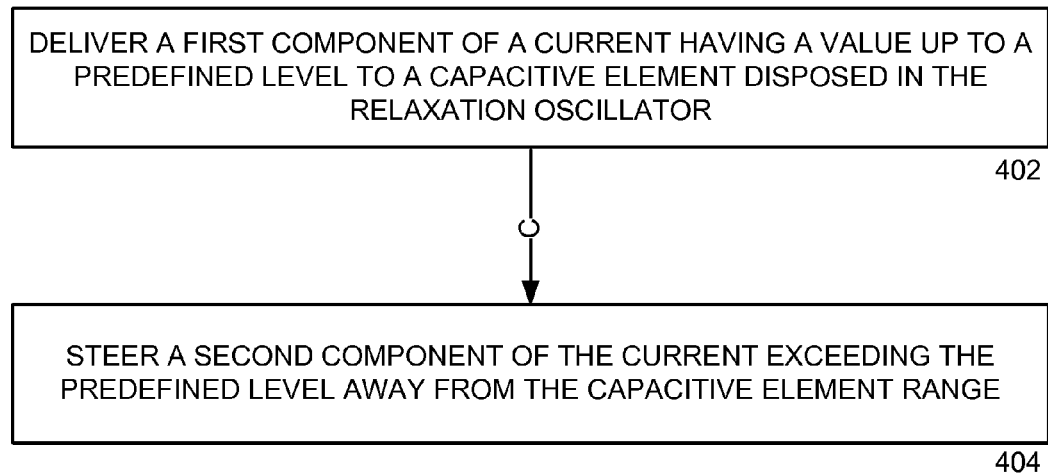 DELIVER A FIRST COMPONENT OF A CURRENT HAVING A VALUE UP TO A
PREDEFINED LEVEL TO A CAPACITIVE ELEMENT DISPOSED IN THE
RELAXATION OSCILLATOR
402
C
STEER A SECOND COMPONENT OF THE CURRENT EXCEEDING THE
PREDEFINED LEVEL AWAY FROM THE CAPACITIVE ELEMENT RANGE
404